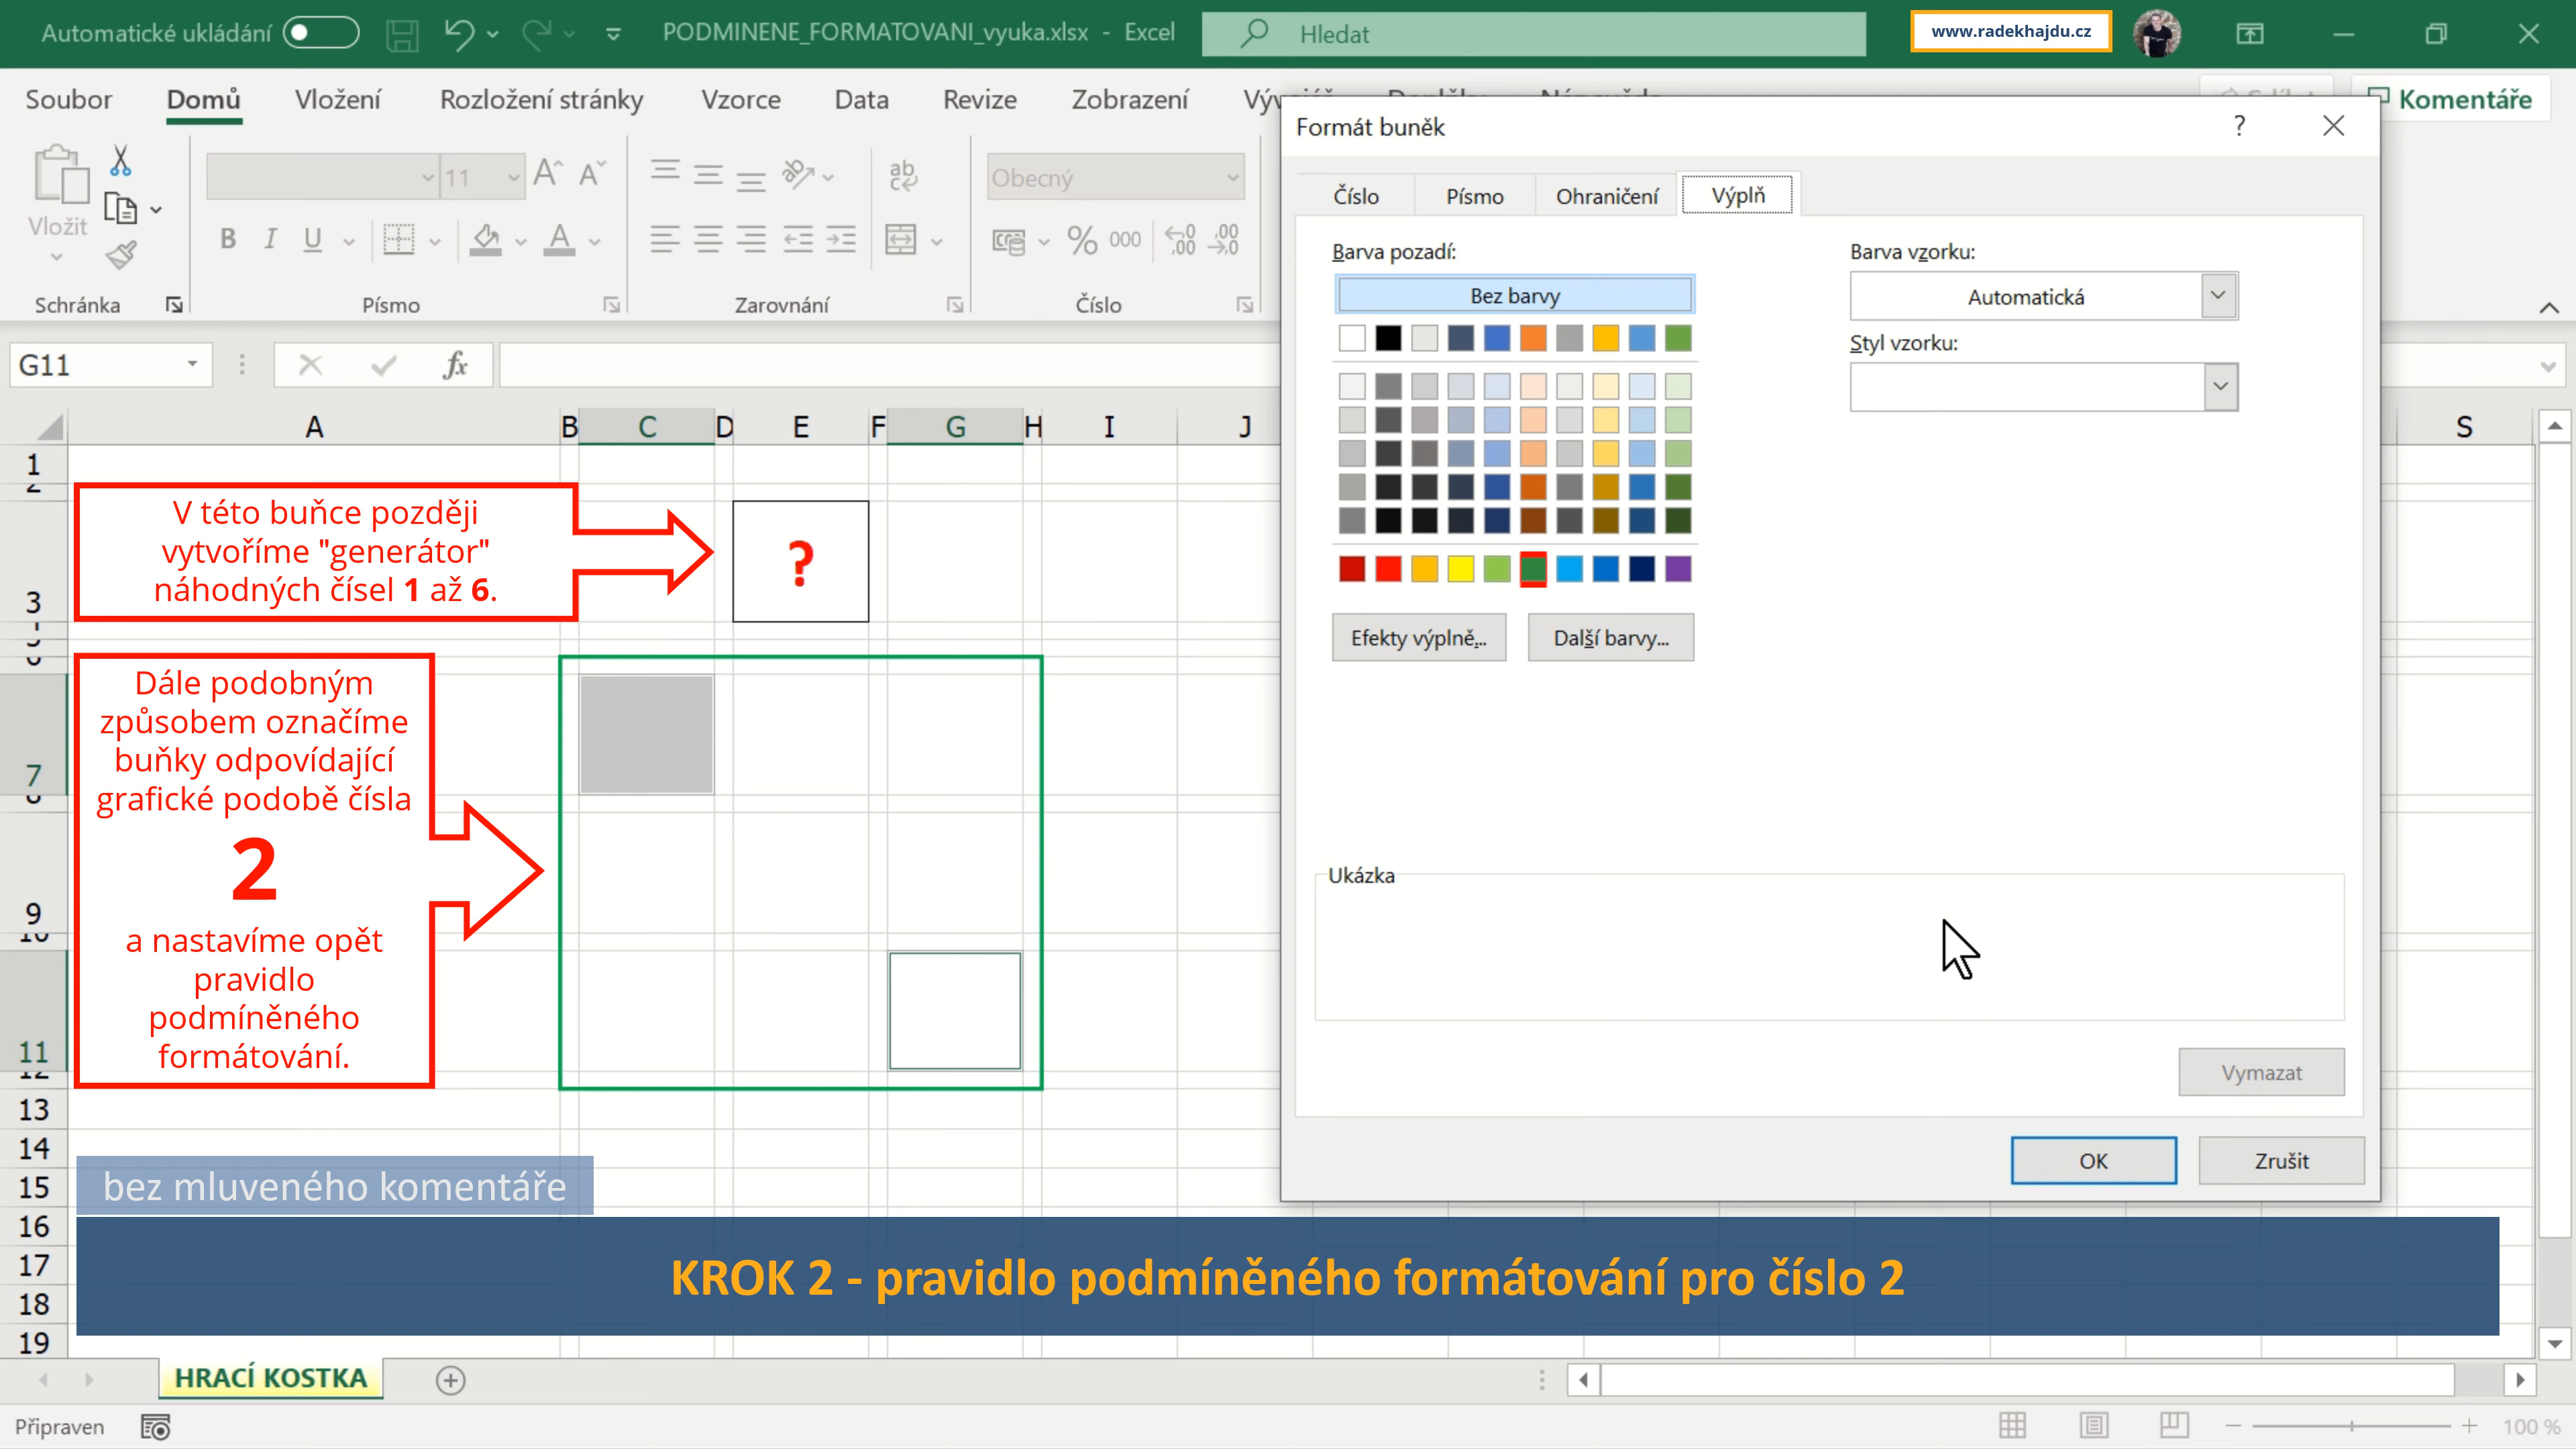 Automatické ukládání
PODMINENE_FORMATOVANI_vyuka.xlsx - Excel
Hledat
www.radekhajdu.cz
Soubor Domů Vložení Rozložení stránky Vzorce Data Revize Zobrazení
Komentáře
Vložit
11
B I U
Obecný
% 000
Schránka Písmo Zarovnání Číslo
G11
fx
A B C D E F G H I J S
1
3
7
9
11
13
14
15
16
17
18
19
V této buňce později
vytvoříme "generátor"
náhodných čísel 1 až 6.
?
Dále podobným
způsobem označíme
buňky odpovídající
grafické podobě čísla
2
a nastavíme opět
pravidlo
podmíněného
formátování.
Formát buněk
?
Číslo Písmo Ohraničení Výplň
Barva pozadí:
Bez barvy
Efekty výplně... Další barvy...
Barva vzorku:
Automatická
Styl vzorku:
Ukázka
Vymazat
OK Zrušit
bez mluveného komentáře
KROK 2 - pravidlo podmíněného formátování pro číslo 2
HRACÍ KOSTKA
Připraven
100 %